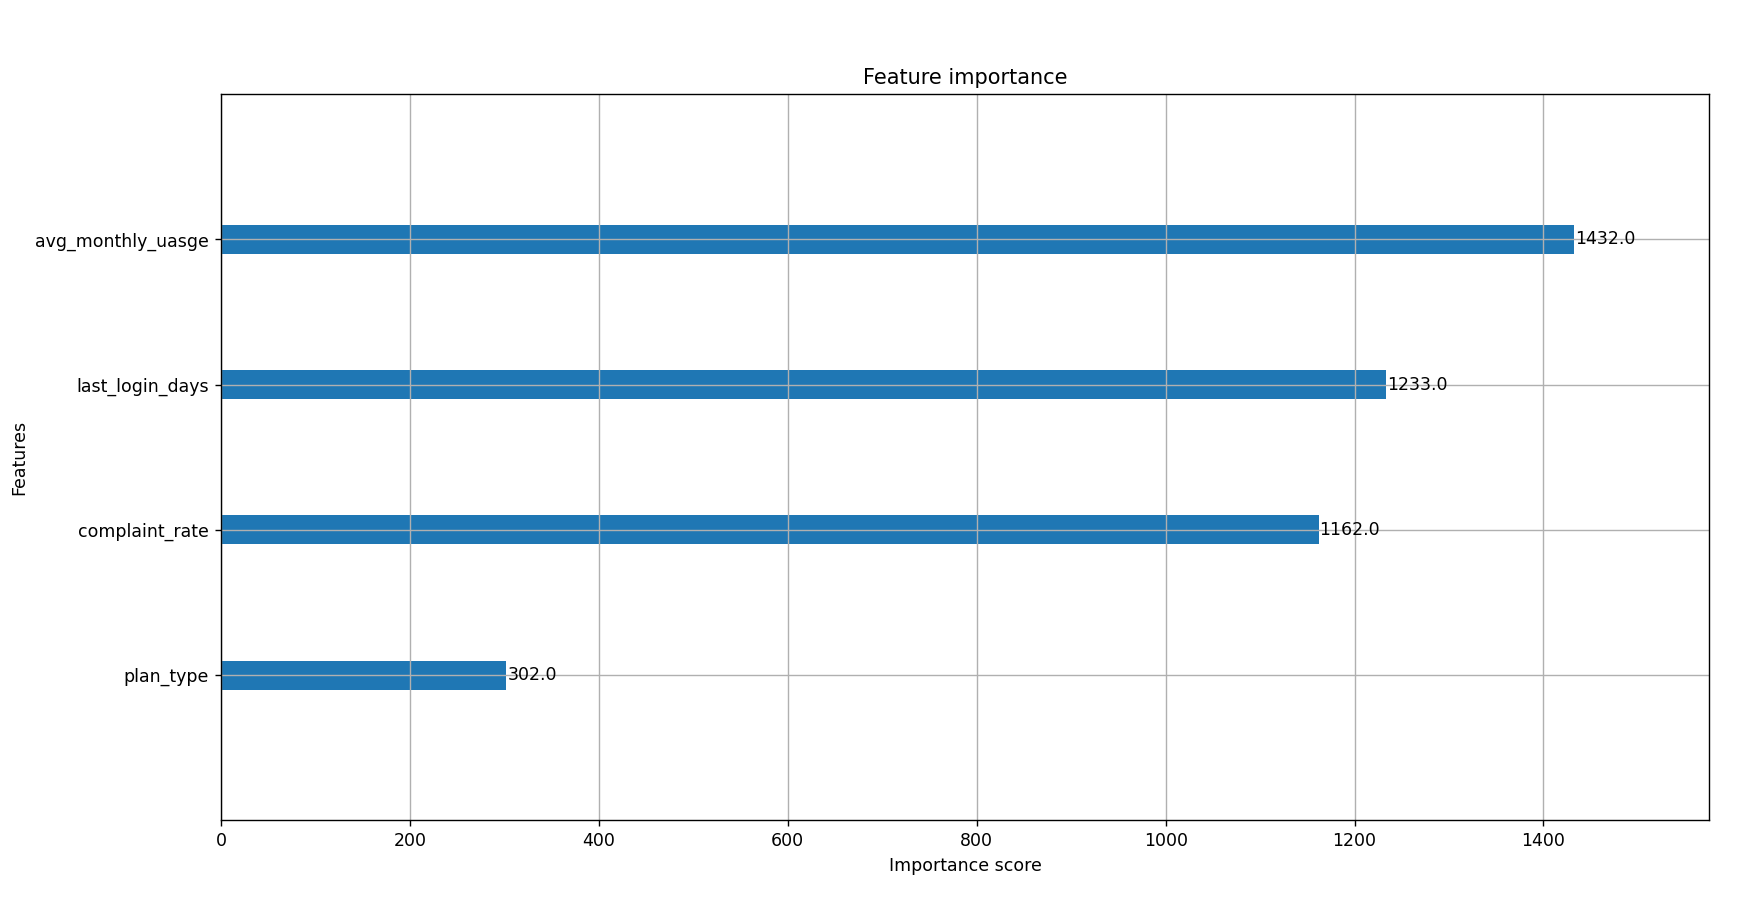 Feature importance
avg_monthly_uasge
1432.0
last_login_days
1233.0
complaint_rate
1162.0
plan_type
302.0
Features
0 200 400 600 800 1000 1200 1400
Importance score